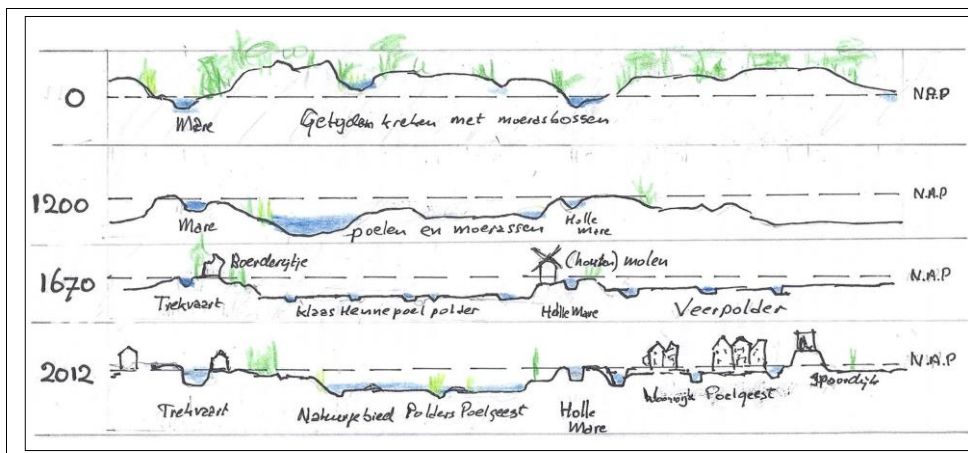 0
N.A.P
Mare
Getijden kreken met moerasbossen
1200
N.A.P
Mare
poelen en moerassen
Holle Mare
1670
Boerderijtje
(houten) molen
N.A.P
Trekvaart
Klaas Hennepoel polder
Holle Mare
Veerpolder
2012
N.A.P
Trekvaart
Natuurgebied Polders Poelgeest
Holle
Mare
Woonwijk Poelgeest
Spoordijk